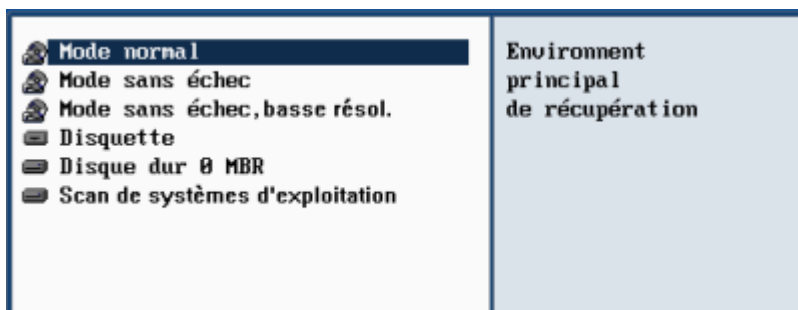 Mode normal
Mode sans échec
Mode sans échec,basse résol.
Disquette
Disque dur 0 MBR
Scan de systèmes d'exploitation
Environnent
principal
de récupération